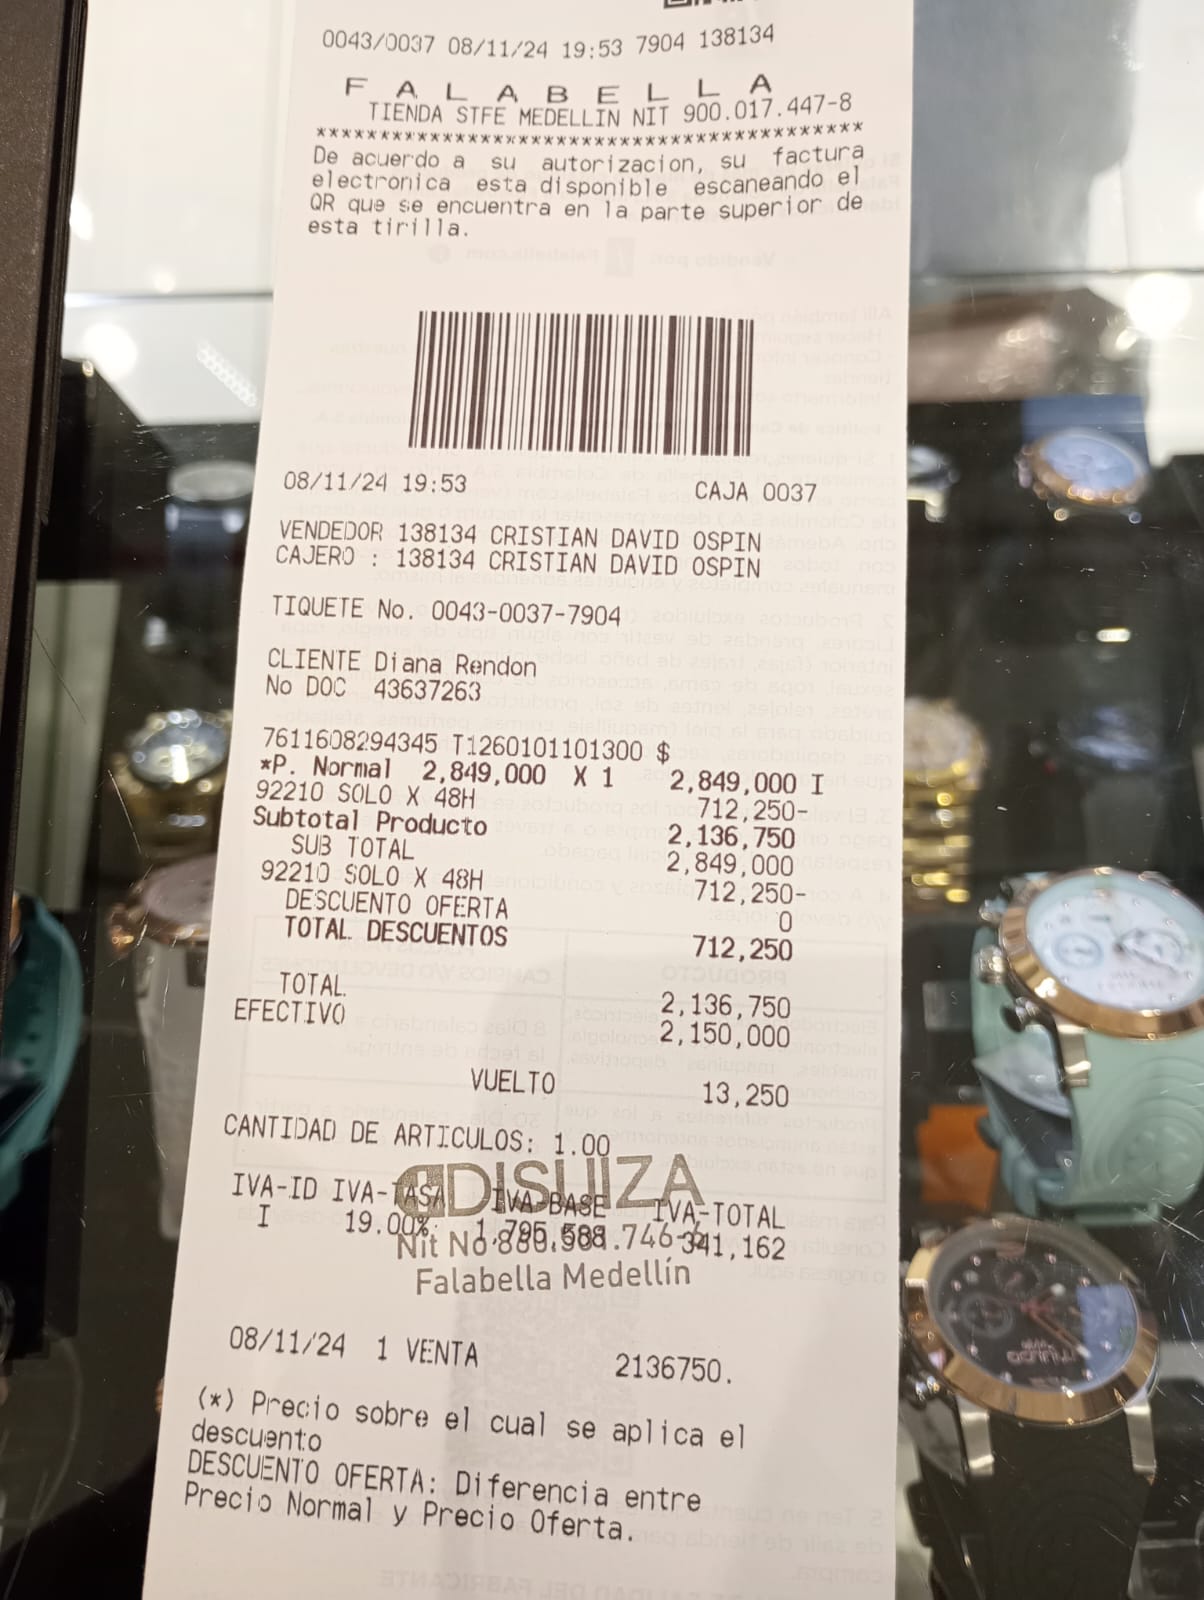 0043/0037 08/11/24 19:53 7904 138134
F A L A B E L L A
TIENDA STFE MEDELLIN NIT 900.017.447-8
De acuerdo a su autorizacion, su factura
electronica esta disponible escaneando el
QR que se encuentra en la parte superior de
esta tirilla.
08/11/24 19:53 CAJA 0037
VENDEDOR 138134 CRISTIAN DAVID OSPIN
CAJERO : 138134 CRISTIAN DAVID OSPIN
TIQUETE No. 0043-0037-7904
CLIENTE Diana Rendon
No DOC 43637263
7611608294345 T1260101101300 $
*P. Normal 2,849,000 X 1 2,849,000 I
92210 SOLO X 48H 712,250-
Subtotal Producto 2,136,750
SUB TOTAL 2,849,000
92210 SOLO X 48H 712,250-
DESCUENTO OFERTA 0
TOTAL DESCUENTOS 712,250
TOTAL 2,136,750
EFECTIVO 2,150,000
VUELTO 13,250
CANTIDAD DE ARTICULOS: 1.00
DISUIZA
IVA-ID IVA-TASA IVA-BASE IVA-TOTAL
I 19.00% 1,795,588 341,162
Nit No
Falabella Medellín
08/11/24 1 VENTA 2136750.
(*) Precio sobre el cual se aplica el
descuento
DESCUENTO OFERTA: Diferencia entre
Precio Normal y Precio Oferta.